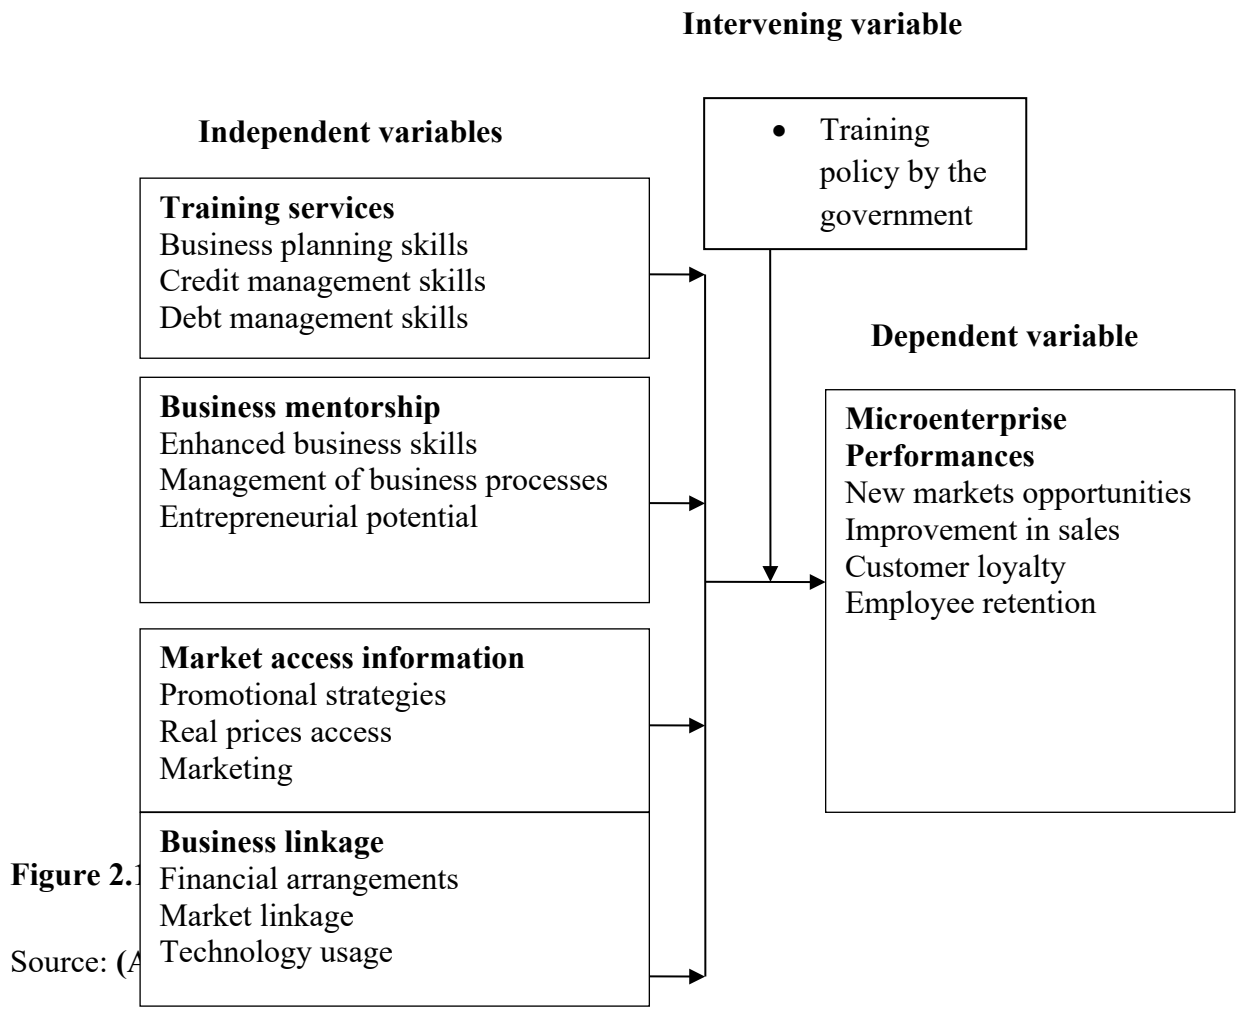 Intervening variable
Independent variables
• Training
policy by the
government
Training services
Business planning skills
Credit management skills
Debt management skills
Dependent variable
Business mentorship
Enhanced business skills
Management of business processes
Entrepreneurial potential
Microenterprise
Performances
New markets opportunities
Improvement in sales
Customer loyalty
Employee retention
Market access information
Promotional strategies
Real prices access
Marketing
Business linkage
Financial arrangements
Market linkage
Technology usage
Figure 2.1
Source: (A